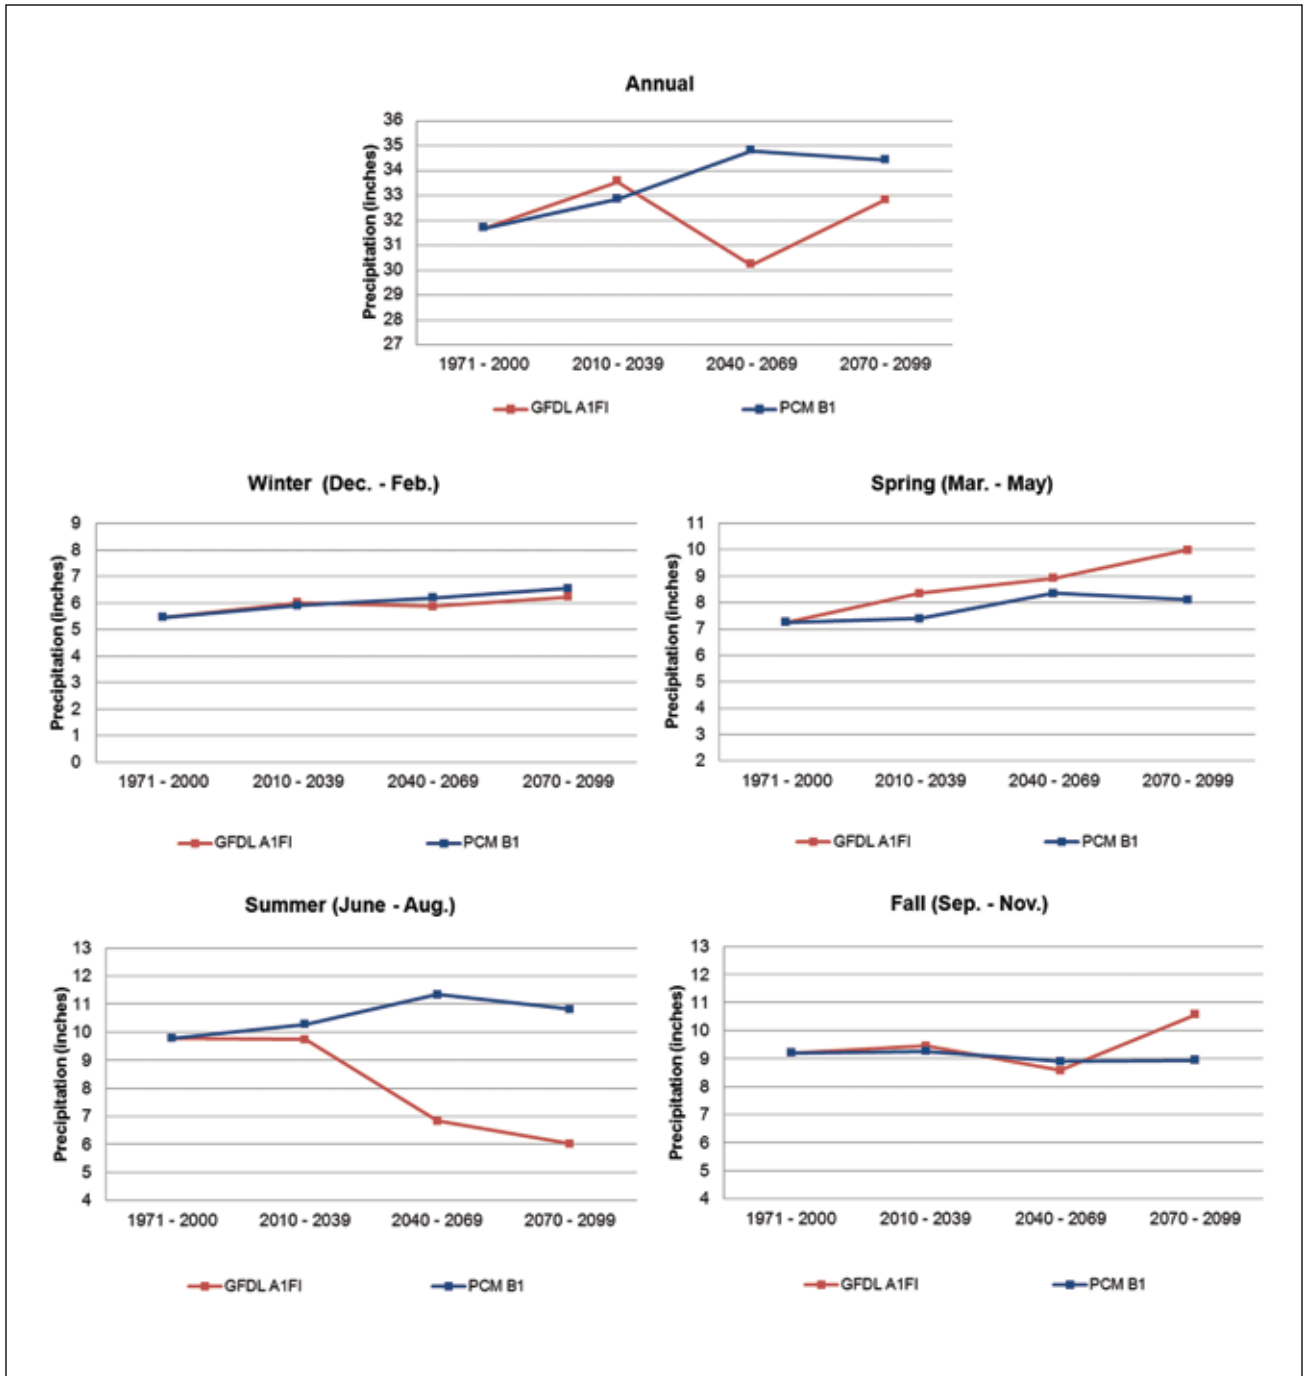 Annual
Precipitation (inches)
36
35
34
33
32
31
30
29
28
27
1971 - 2000 2010 - 2039 2040 - 2069 2070 - 2099
GFDL A1FI PCM B1
Winter (Dec. - Feb.)
Precipitation (inches)
9
8
7
6
5
4
3
2
1
0
1971 - 2000 2010 - 2039 2040 - 2069 2070 - 2099
GFDL A1FI PCM B1
Spring (Mar. - May)
Precipitation (inches)
11
10
9
8
7
6
5
4
3
2
1971 - 2000 2010 - 2039 2040 - 2069 2070 - 2099
GFDL A1FI PCM B1
Summer (June - Aug.)
Precipitation (inches)
13
12
11
10
9
8
7
6
5
4
1971 - 2000 2010 - 2039 2040 - 2069 2070 - 2099
GFDL A1FI PCM B1
Fall (Sep. - Nov.)
Precipitation (inches)
13
12
11
10
9
8
7
6
5
4
1971 - 2000 2010 - 2039 2040 - 2069 2070 - 2099
GFDL A1FI PCM B1